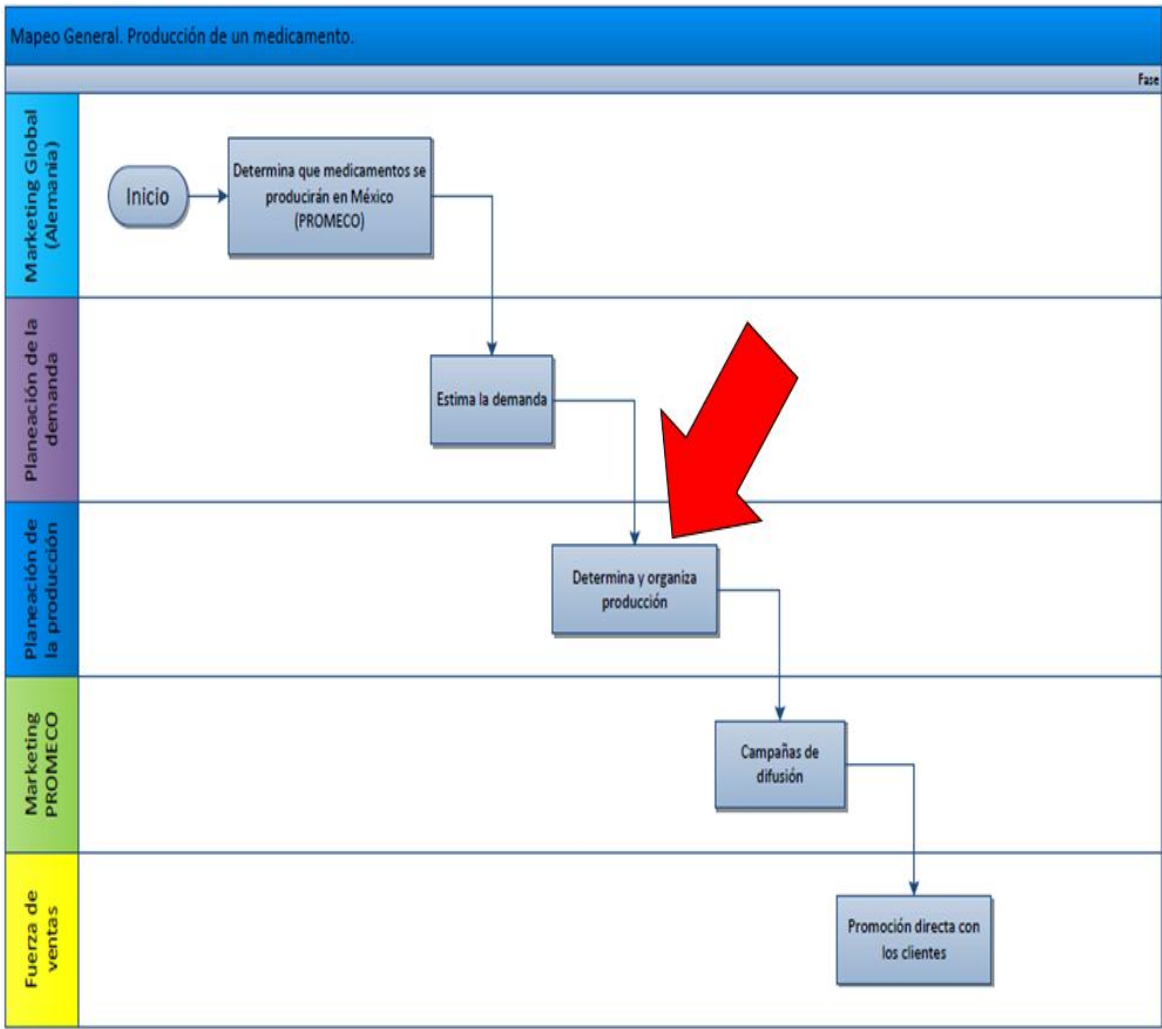 Mapeo General. Producción de un medicamento.
Fase
Marketing Global
(Alemania)
Inicio
Determina que medicamentos se
producirán en México
(PROMECO)
Planeación de la
demanda
Estima la demanda
Planeación de
la producción
Determina y organiza
producción
Marketing
PROMECO
Campañas de
difusión
Fuerza de
ventas
Promoción directa con
los clientes